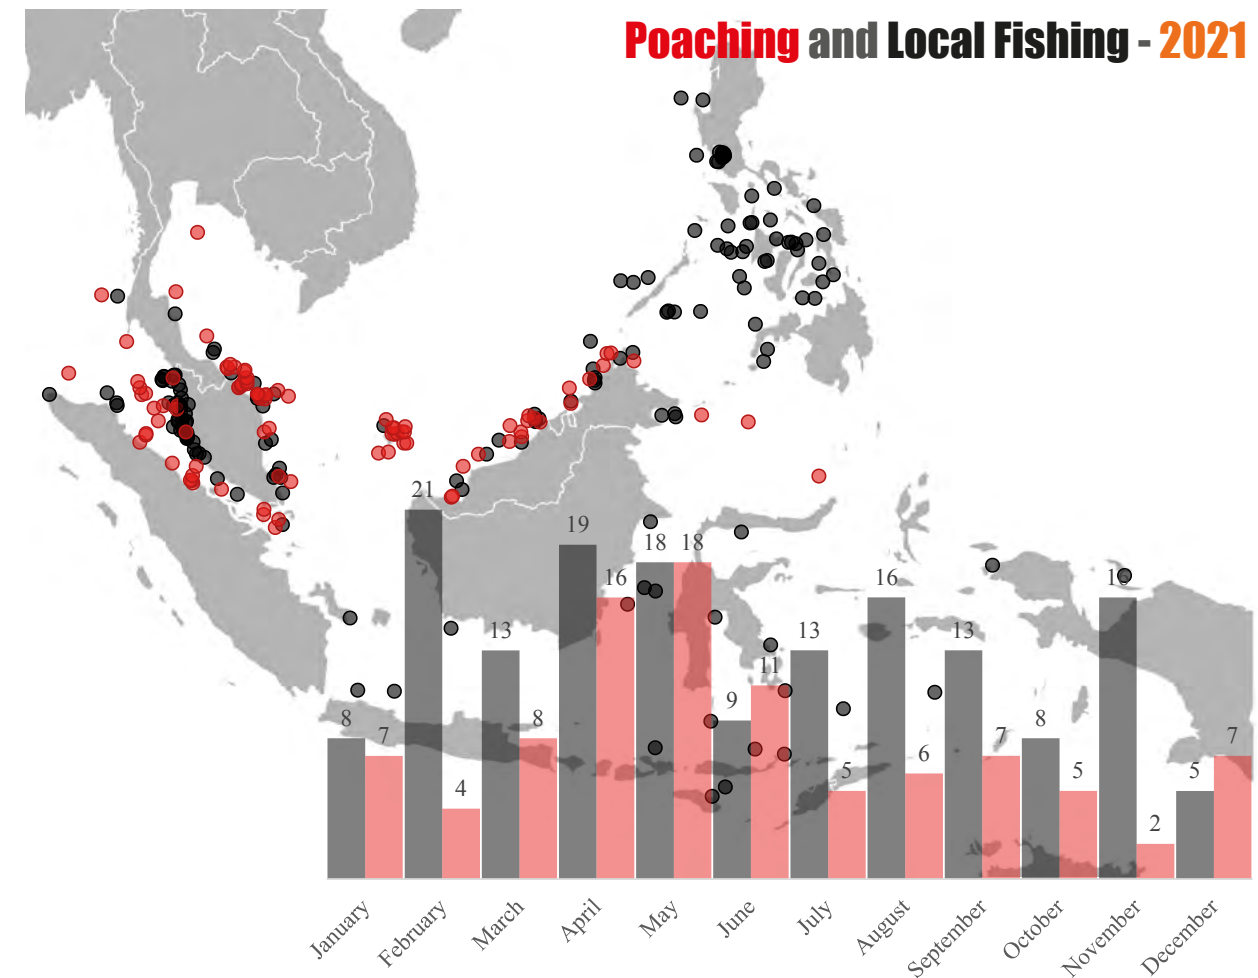 Poaching and Local Fishing - 2021
21
19
18
18
16
16
16
13
13
13
11
9
8
8
8
7
7
7
6
5
5
5
4
2
January
February
March
April
May
June
July
August
September
October
November
December